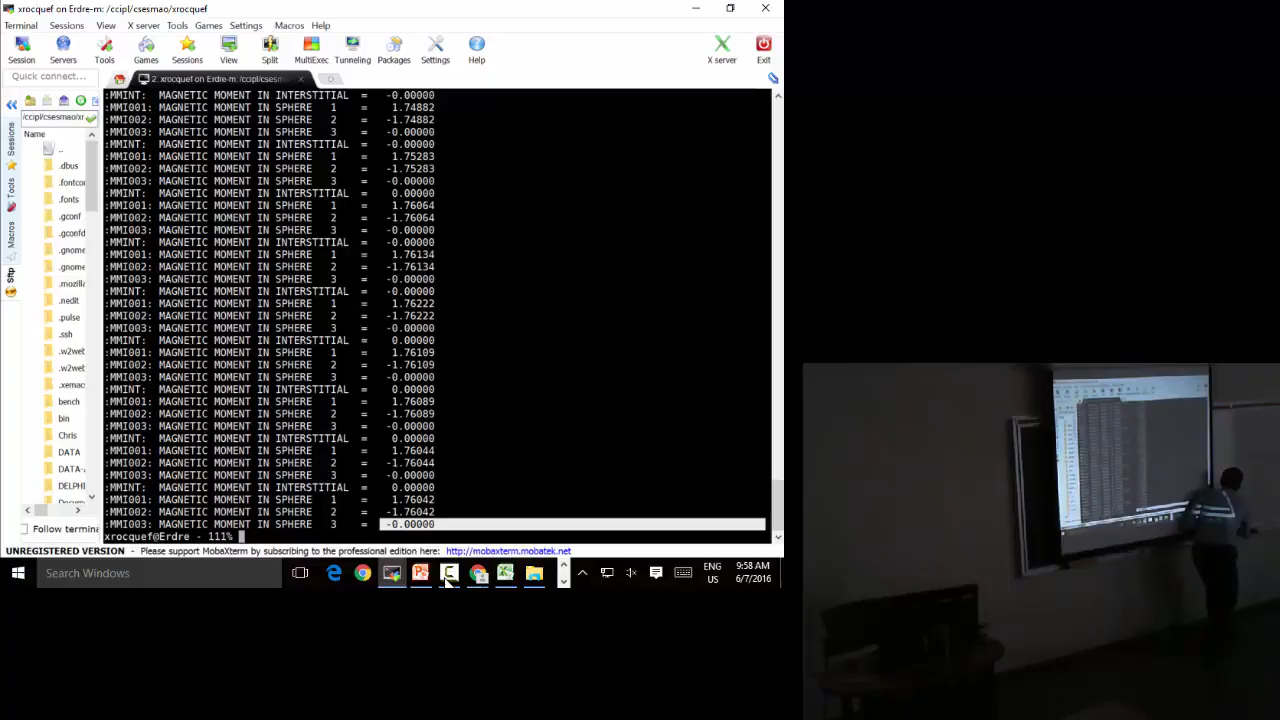 xrocquef on Erdre-m: /ccipl/csesmao/xrocquef
Terminal Sessions View X server Tools Games Settings Macros Help
Session Servers Tools Games Sessions View Split MultiExec Tunneling Packages Settings Help X server Exit
Quick connect...
2. xrocquef on Erdre-m: /ccipl/csesm
/ccipl/csesmao/xr
Name
..
.dbus
.fontcon
.fonts
.gconf
.gconfd
.gnome
.gnome
.mozilla
.nedit
.pulse
.ssh
.w2web
.w2web
.xemacs
bench
bin
Chris
DATA
DATA-
DELPHI
Sessions
Tools
Macros
Sftp
Follow termina
:MMINT: MAGNETIC MOMENT IN INTERSTITIAL = -0.00000
:MMI001: MAGNETIC MOMENT IN SPHERE 1 = 1.74882
:MMI002: MAGNETIC MOMENT IN SPHERE 2 = -1.74882
:MMI003: MAGNETIC MOMENT IN SPHERE 3 = -0.00000
:MMINT: MAGNETIC MOMENT IN INTERSTITIAL = -0.00000
:MMI001: MAGNETIC MOMENT IN SPHERE 1 = 1.75283
:MMI002: MAGNETIC MOMENT IN SPHERE 2 = -1.75283
:MMI003: MAGNETIC MOMENT IN SPHERE 3 = -0.00000
:MMINT: MAGNETIC MOMENT IN INTERSTITIAL = 0.00000
:MMI001: MAGNETIC MOMENT IN SPHERE 1 = 1.76064
:MMI002: MAGNETIC MOMENT IN SPHERE 2 = -1.76064
:MMI003: MAGNETIC MOMENT IN SPHERE 3 = -0.00000
:MMINT: MAGNETIC MOMENT IN INTERSTITIAL = -0.00000
:MMI001: MAGNETIC MOMENT IN SPHERE 1 = 1.76134
:MMI002: MAGNETIC MOMENT IN SPHERE 2 = -1.76134
:MMI003: MAGNETIC MOMENT IN SPHERE 3 = -0.00000
:MMINT: MAGNETIC MOMENT IN INTERSTITIAL = -0.00000
:MMI001: MAGNETIC MOMENT IN SPHERE 1 = 1.76222
:MMI002: MAGNETIC MOMENT IN SPHERE 2 = -1.76222
:MMI003: MAGNETIC MOMENT IN SPHERE 3 = -0.00000
:MMINT: MAGNETIC MOMENT IN INTERSTITIAL = 0.00000
:MMI001: MAGNETIC MOMENT IN SPHERE 1 = 1.76109
:MMI002: MAGNETIC MOMENT IN SPHERE 2 = -1.76109
:MMI003: MAGNETIC MOMENT IN SPHERE 3 = -0.00000
:MMINT: MAGNETIC MOMENT IN INTERSTITIAL = 0.00000
:MMI001: MAGNETIC MOMENT IN SPHERE 1 = 1.76089
:MMI002: MAGNETIC MOMENT IN SPHERE 2 = -1.76089
:MMI003: MAGNETIC MOMENT IN SPHERE 3 = -0.00000
:MMINT: MAGNETIC MOMENT IN INTERSTITIAL = 0.00000
:MMI001: MAGNETIC MOMENT IN SPHERE 1 = 1.76044
:MMI002: MAGNETIC MOMENT IN SPHERE 2 = -1.76044
:MMI003: MAGNETIC MOMENT IN SPHERE 3 = -0.00000
:MMINT: MAGNETIC MOMENT IN INTERSTITIAL = 0.00000
:MMI001: MAGNETIC MOMENT IN SPHERE 1 = 1.76042
:MMI002: MAGNETIC MOMENT IN SPHERE 2 = -1.76042
:MMI003: MAGNETIC MOMENT IN SPHERE 3 = -0.00000
xrocquef@Erdre - 111%
UNREGISTERED VERSION - Please support MobaXterm by subscribing to the professional edition here: http://mobaxterm.mobatek.net
Search Windows
ENG
US
9:58 AM
6/7/2016